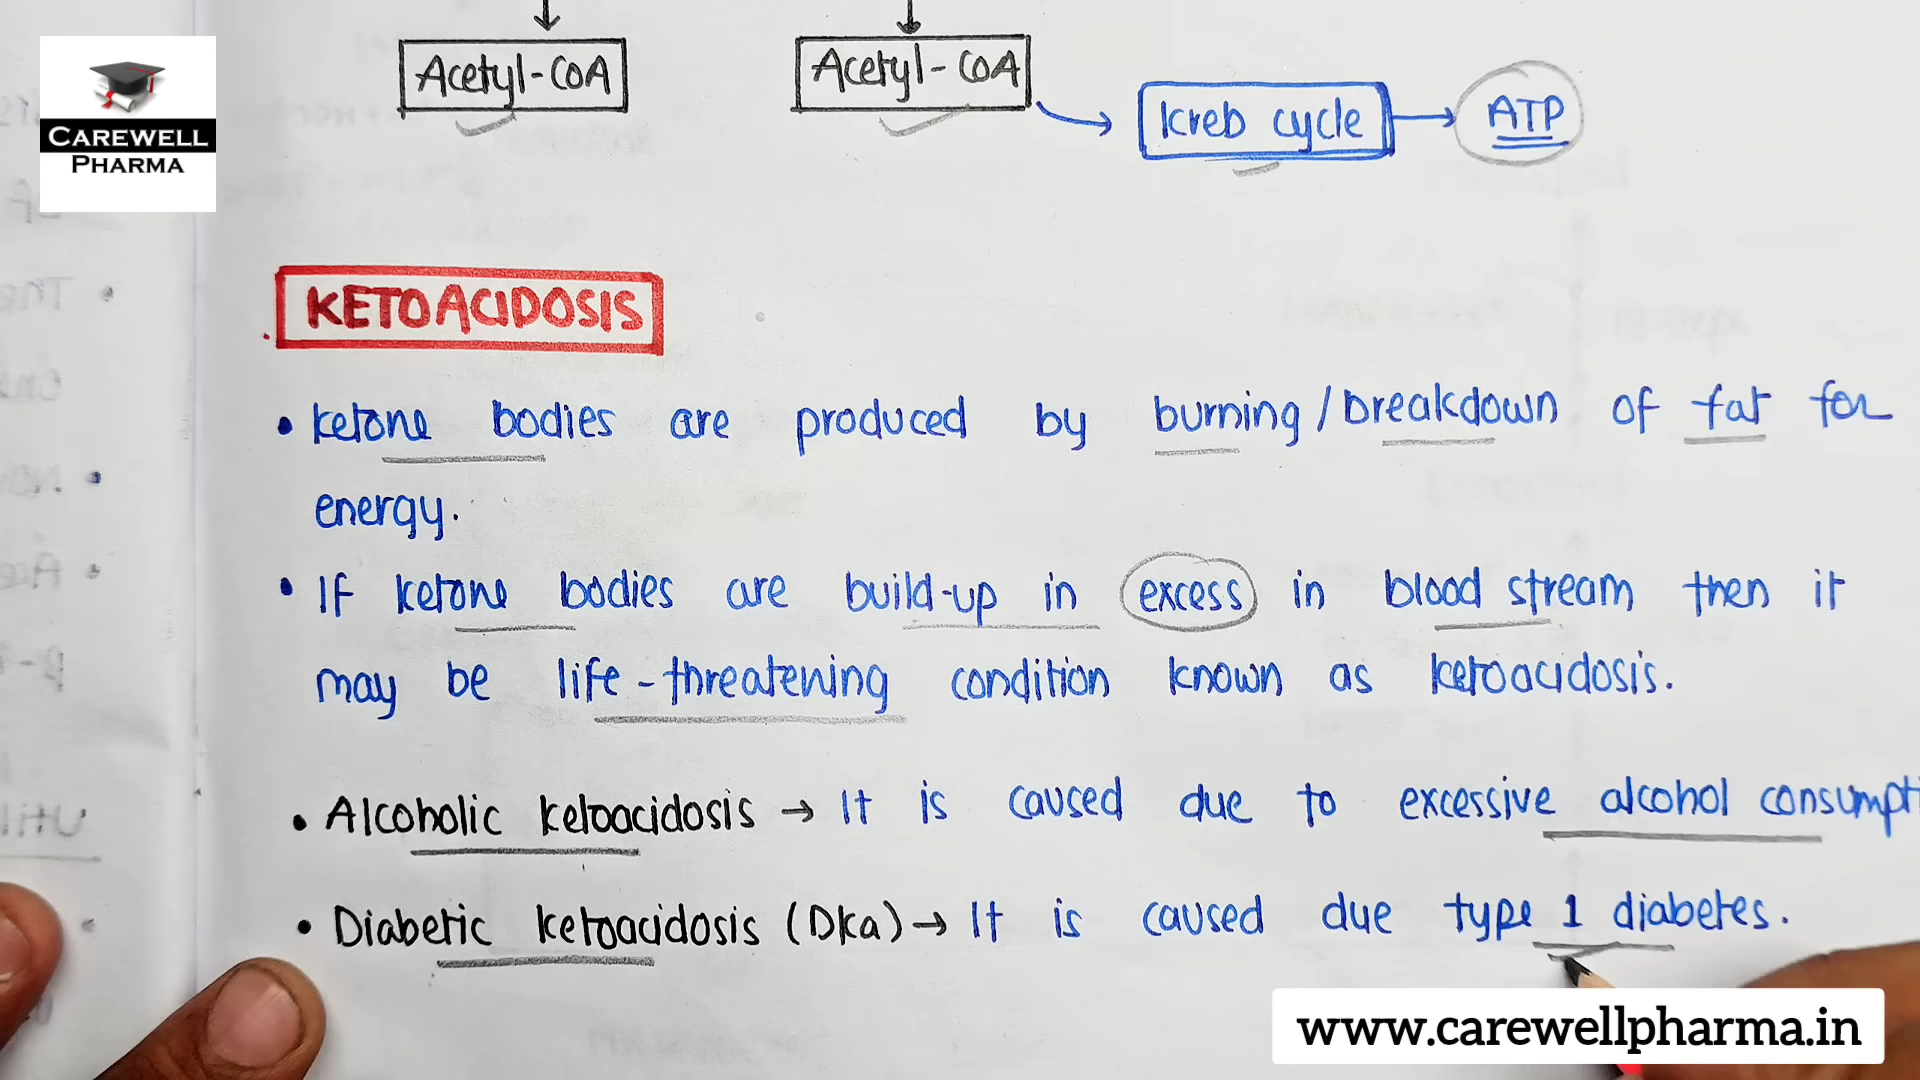 Acetyl-CoA
Acetyl-CoA
Kreb cycle
ATP
CAREWELL
PHARMA
KETOACIDOSIS
• Ketone bodies are produced by burning/breakdown of fat for
energy.
• If ketone bodies are build-up in excess in blood stream then it
may be life-threatening condition known as ketoacidosis.
• Alcoholic ketoacidosis → It is caused due to excessive alcohol consumpti
• Diabetic ketoacidosis (DKa) → It is caused due type 1 diabetes.
www.carewellpharma.in